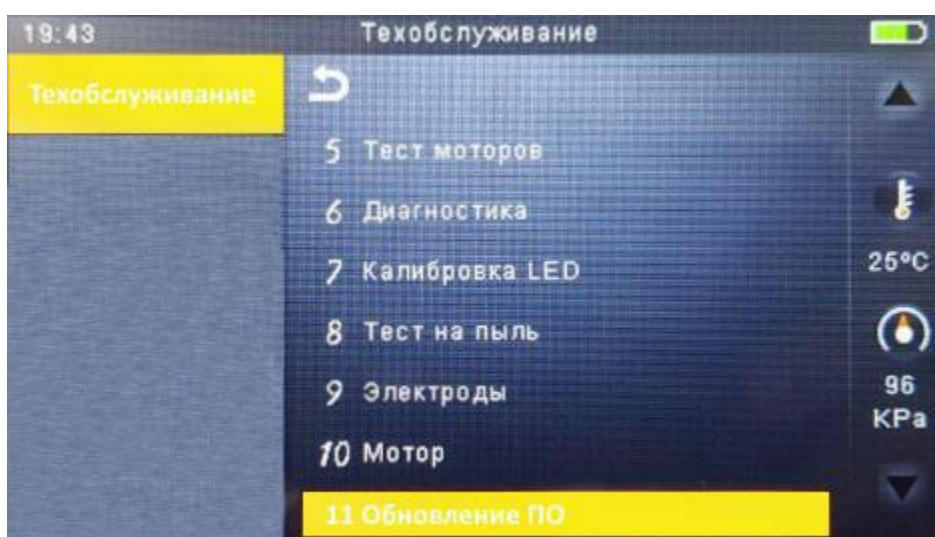 19:43 Техобслуживание
Техобслуживание
5 Тест моторов
6 Диагностика
7 Калибровка LED
25°C
8 Тест на пыль
9 Электроды
96
KPa
10 Мотор
11 Обновление ПО